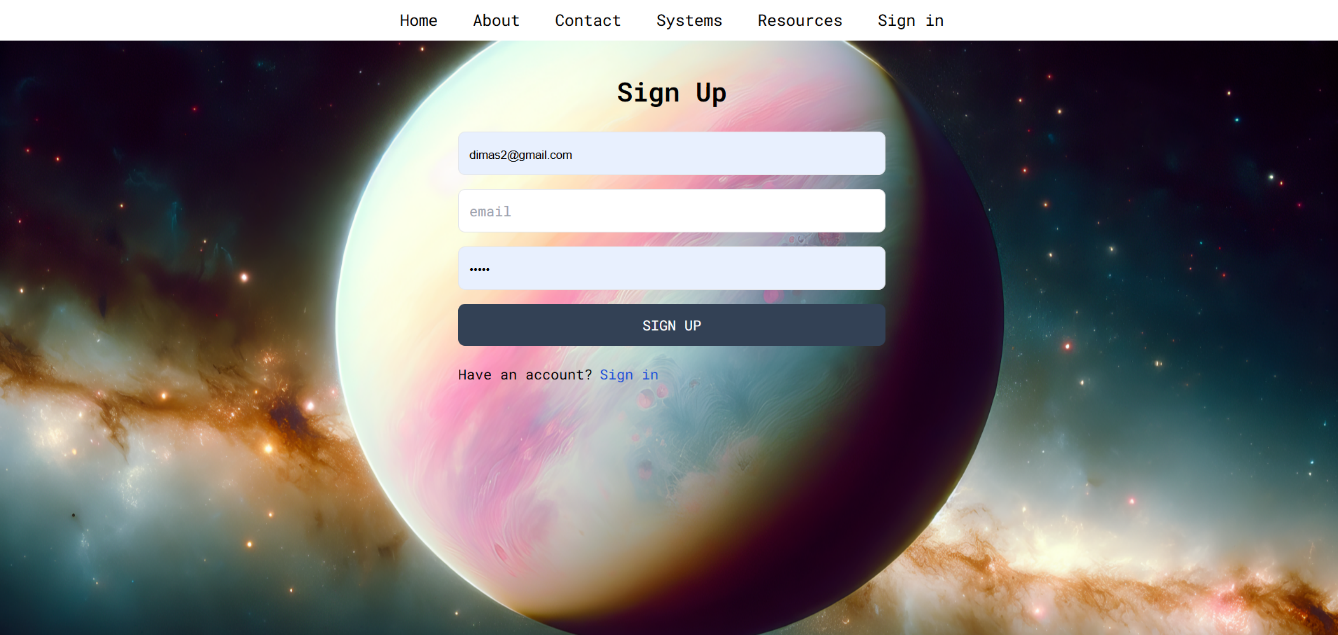 Home About Contact Systems Resources Sign in
Sign Up
dimas2@gmail.com
email
•••••
SIGN UP
Have an account? Sign in